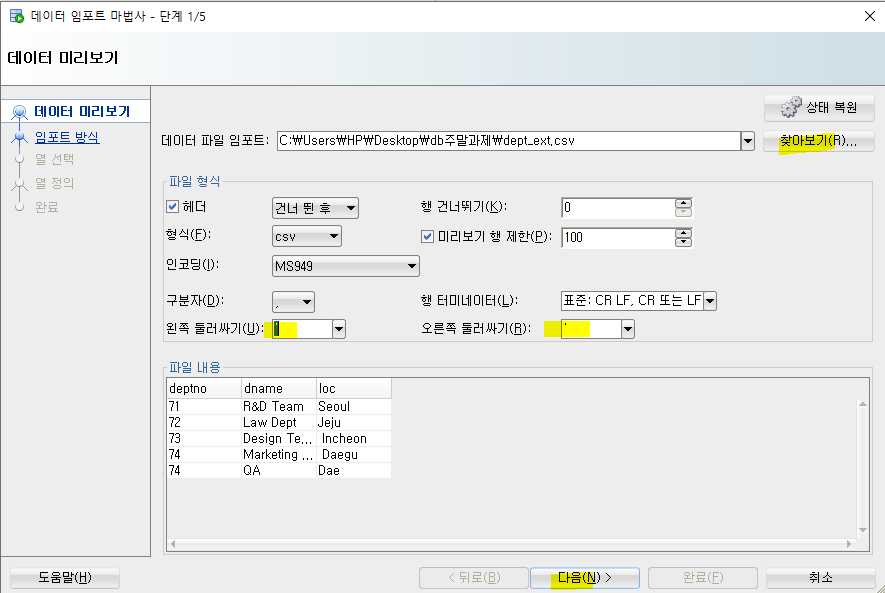 데이터 임포트 마법사 - 단계 1/5
데이터 미리보기
데이터 미리보기
임포트 방식
열 선택
열 정의
완료
상태 복원
데이터 파일 임포트: C:₩Users₩HP₩Desktop₩db주말과제₩dept_ext.csv 찾아보기(R)...
파일 형식
헤더 건너 뛴 후 행 건너뛰기(K): 0
형식(F): csv 미리보기 행 제한(P): 100
인코딩(I): MS949
구분자(D): , 행 터미네이터(L): 표준: CR LF, CR 또는 LF
왼쪽 둘러싸기(U): 오른쪽 둘러싸기(R): '
파일 내용
deptno dname loc
71 R&D Team Seoul
72 Law Dept Jeju
73 Design Te... Incheon
74 Marketing ... Daegu
74 QA Dae
도움말(H) < 뒤로(B) 다음(N) > 완료(F) 취소